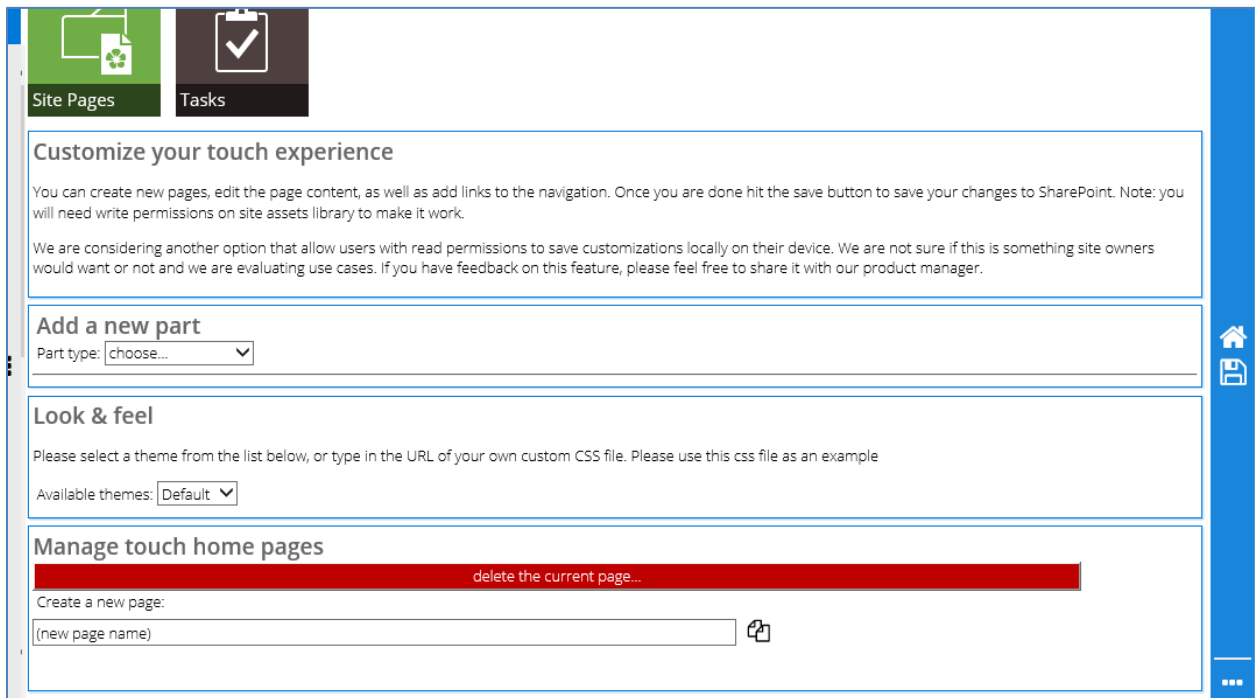 Site Pages
Tasks
Customize your touch experience
You can create new pages, edit the page content, as well as add links to the navigation. Once you are done hit the save button to save your changes to SharePoint. Note: you
will need write permissions on site assets library to make it work.
We are considering another option that allow users with read permissions to save customizations locally on their device. We are not sure if this is something site owners
would want or not and we are evaluating use cases. If you have feedback on this feature, please feel free to share it with our product manager.
Add a new part
Part type: choose...
Look & feel
Please select a theme from the list below, or type in the URL of your own custom CSS file. Please use this css file as an example
Available themes: Default
Manage touch home pages
delete the current page...
Create a new page:
(new page name)